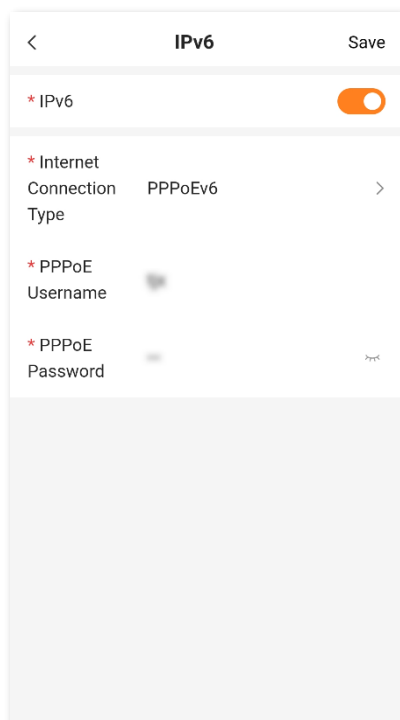 IPv6 Save
* IPv6
* Internet
Connection PPPoEv6
Type
* PPPoE
Username
* PPPoE
Password